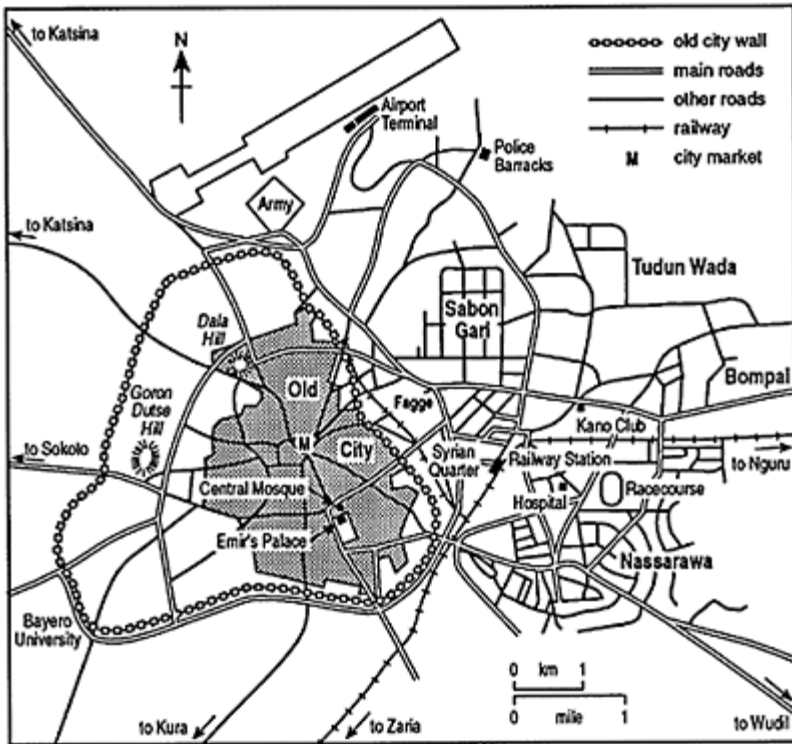 to Katsina
N
old city wall
main roads
other roads
railway
M city market
Airport
Terminal
Police
Barracks
Army
to Katsina
Tudun Wada
Sabon
Gari
Dala
Hill
Old
Bompai
Goron
Dutse
Hill
Fagge
Kano Club
to Sokolo
M
City
Syrian
Quarter
Railway Station
to Nguru
Central Mosque
Hospital
Racecourse
Emir's Palace
Nassarawa
Bayero
University
0 km 1
0 mile 1
to Kura
to Zaria
to Wudil